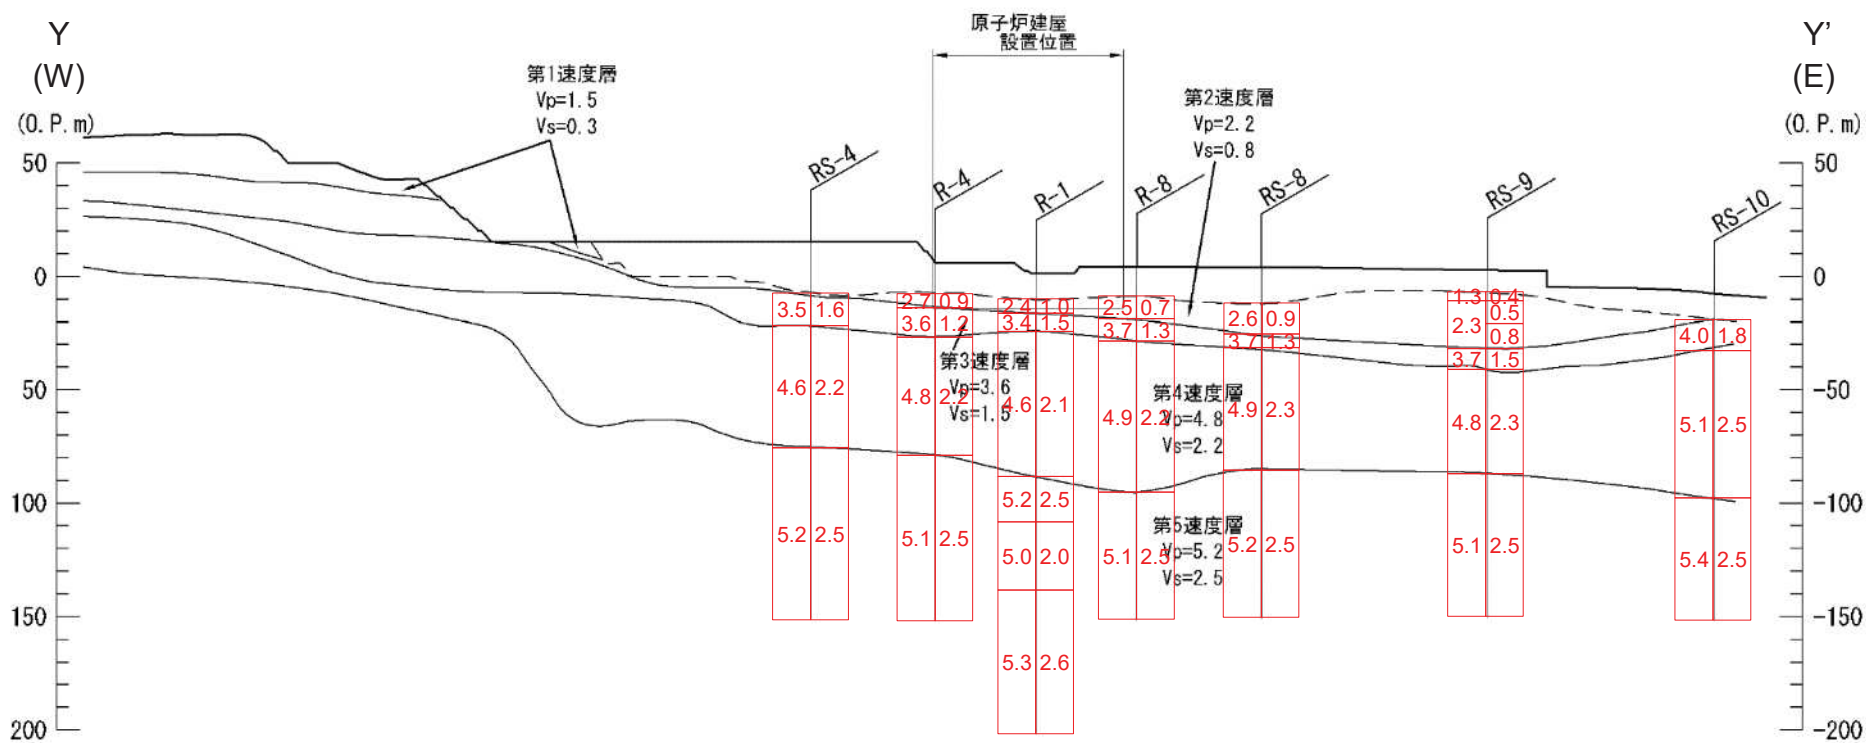 Y
(W)
(O.P.m)
原子炉建屋
設置位置
Y'
(E)
(O.P.m)
第1速度層
Vp=1.5
Vs=0.3
第2速度層
Vp=2.2
Vs=0.8
RS-4
R-4
R-1
R-8
RS-8
RS-9
RS-10
50
0
50
100
150
200
50
0
-50
-100
-150
-200
3.5 1.6
4.6 2.2
5.2 2.5
2.7 0.9
3.6 1.2
4.8 2.2
5.1 2.5
2.4 1.0
3.4 1.5
4.6 2.1
5.2 2.5
5.0 2.0
5.3 2.6
2.5 0.7
3.7 1.3
4.9 2.2
5.1 2.5
2.6 0.9
3.7 1.3
4.9 2.3
5.2 2.5
1.3 0.4
0.5
2.3
0.8
3.7 1.5
4.8 2.3
5.1 2.5
4.0 1.8
5.1 2.5
5.4 2.5
第3速度層
Vp=3.6
Vs=1.5
第4速度層
Vp=4.8
Vs=2.2
第5速度層
Vp=5.2
Vs=2.5